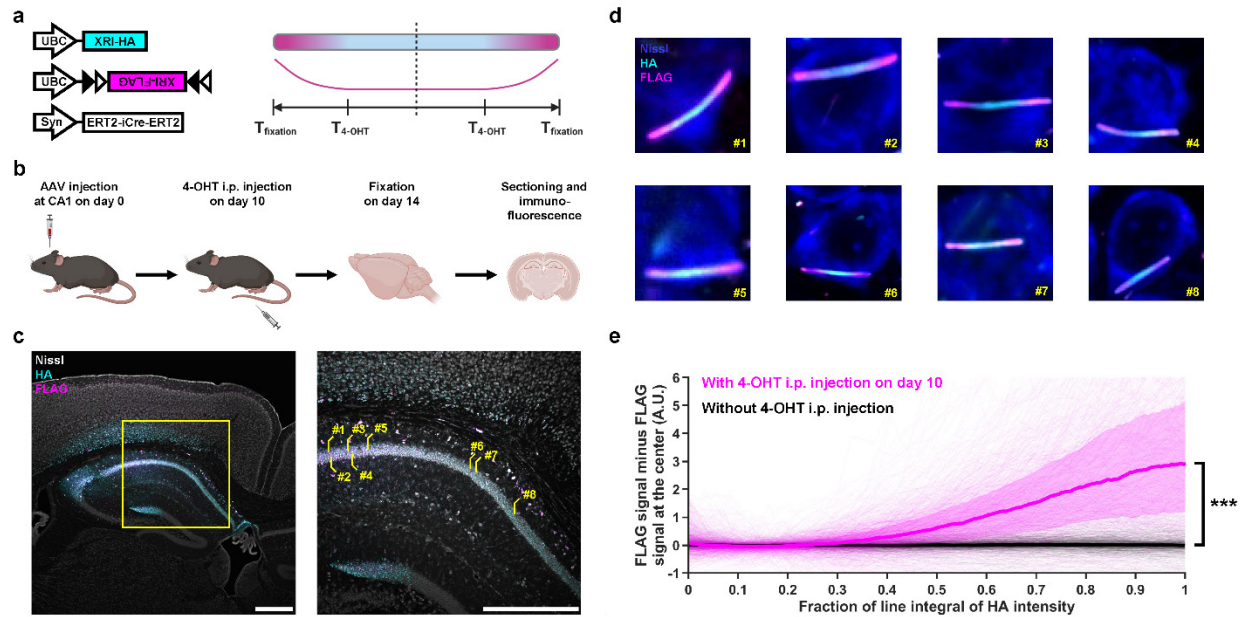 a
UBC XRI-HA
UBC XRI-FLAG
Syn ERT2-iCre-ERT2
Tfixation T4-OHT T4-OHT Tfixation
b
AAV injection
at CA1 on day 0
4-OHT i.p. injection
on day 10
Fixation
on day 14
Sectioning and
immuno-
fluorescence
c
Nissl
HA
FLAG
#1 #3 #5
#2 #4
#6
#7
#8
d
Nissl
HA
FLAG
#1 #2 #3 #4
#5 #6 #7 #8
e
With 4-OHT i.p. injection on day 10
Without 4-OHT i.p. injection
FLAG signal minus FLAG
signal at the center (A.U.)
6
5
4
3
2
1
0
-1
***
0 0.1 0.2 0.3 0.4 0.5 0.6 0.7 0.8 0.9 1
Fraction of line integral of HA intensity